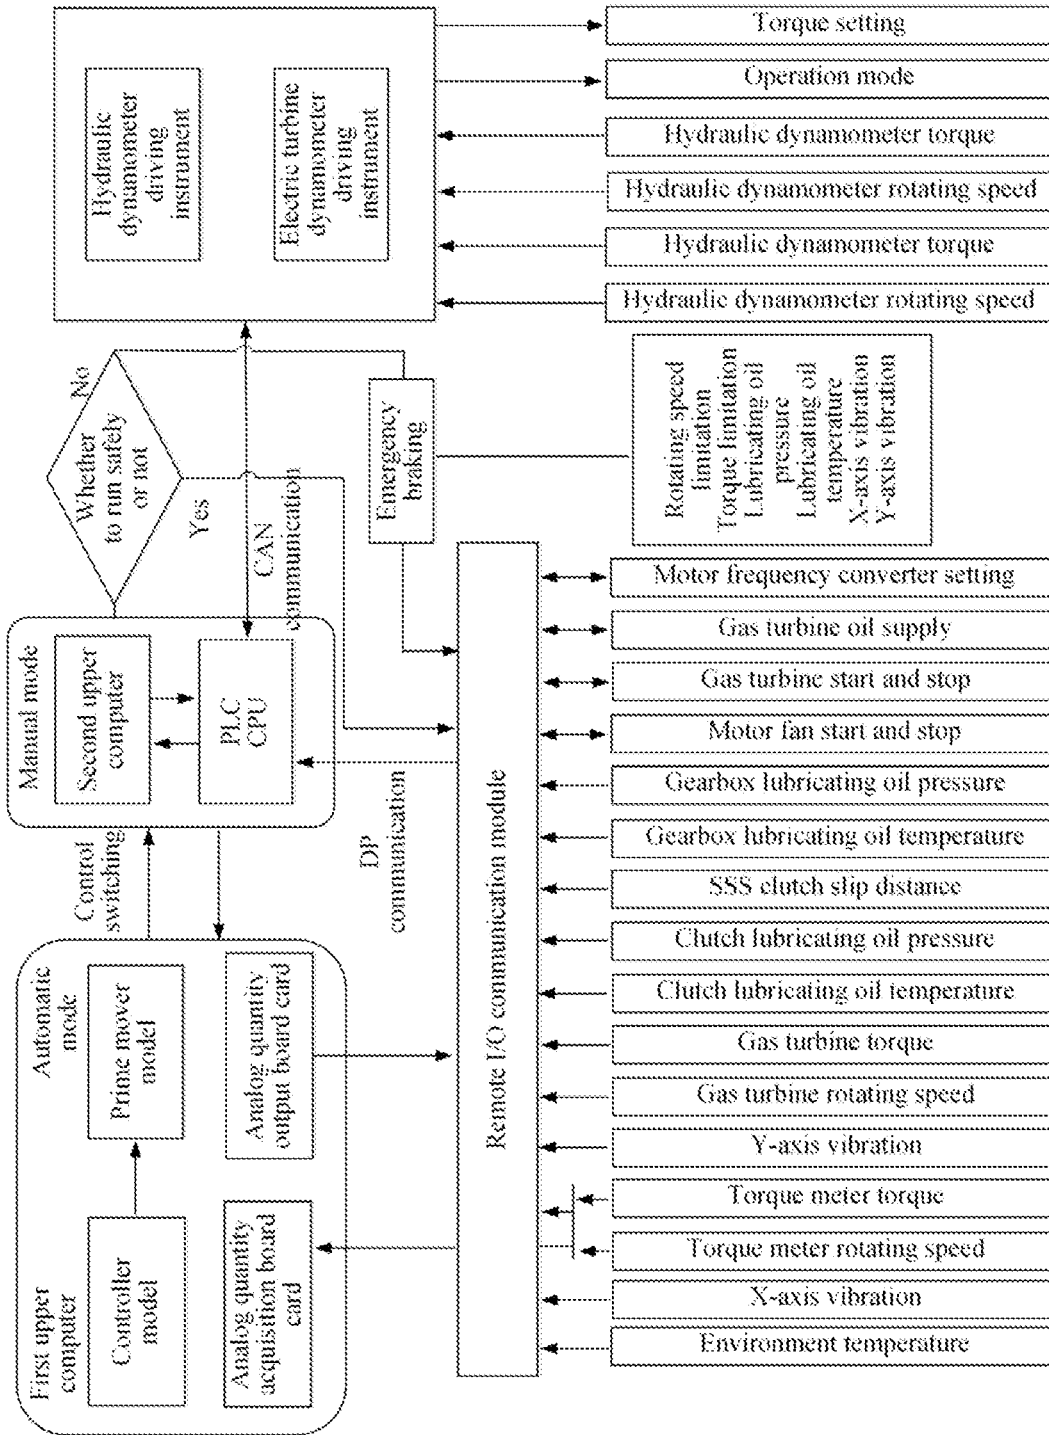 Torque setting
Operation mode
Hydraulic dynamometer torque
Hydraulic dynamometer rotating speed
Hydraulic dynamometer torque
Hydraulic dynamometer rotating speed
Hydraulic
dynamometer
driving
instrument
Electric turbine
dynamometer
driving
instrument
Whether
to run safely
or not
No
Yes
Emergency
braking
Rotating speed
limitation
Torque limitation
Lubricating oil
pressure
Lubricating oil
temperature
X-axis vibration
Y-axis vibration
CAN
communication
Manual mode
Second upper
computer
PLC
CPU
Control
switching
DP
communication
Automatic
mode
Prime mover
model
Analog quantity
output board card
First upper
computer
Controller
model
Analog quantity
acquisition board
card
Remote I/O communication module
Motor frequency converter setting
Gas turbine oil supply
Gas turbine start and stop
Motor fan start and stop
Gearbox lubricating oil pressure
Gearbox lubricating oil temperature
SSS clutch slip distance
Clutch lubricating oil pressure
Clutch lubricating oil temperature
Gas turbine torque
Gas turbine rotating speed
Y-axis vibration
Torque meter torque
Torque meter rotating speed
X-axis vibration
Environment temperature